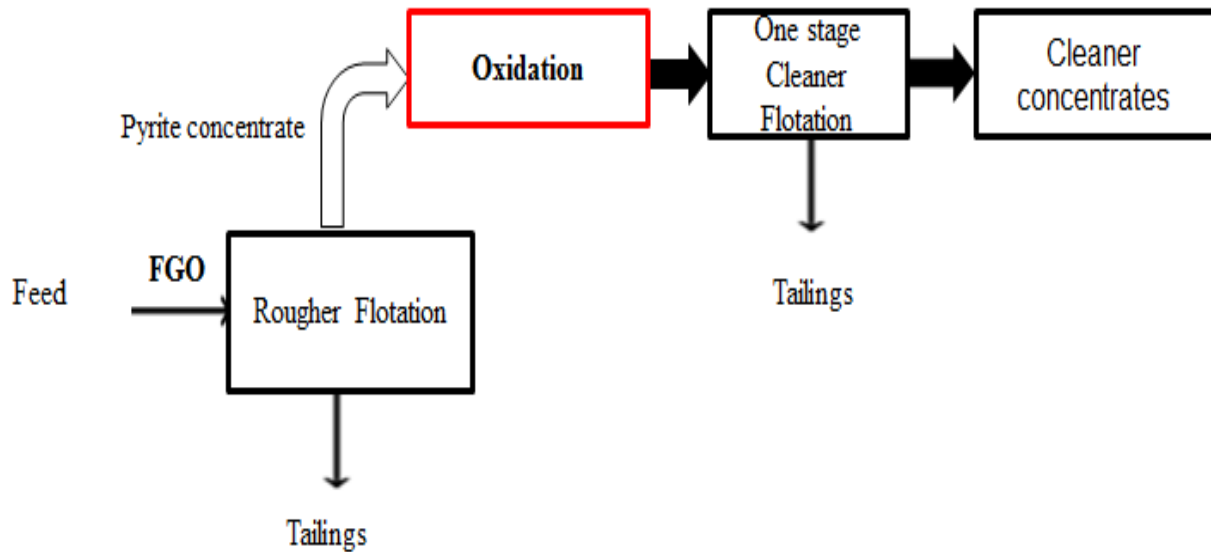 Oxidation
One stage
Cleaner
Flotation
Cleaner
concentrates
Pyrite concentrate
FGO
Feed
Rougher Flotation
Tailings
Tailings